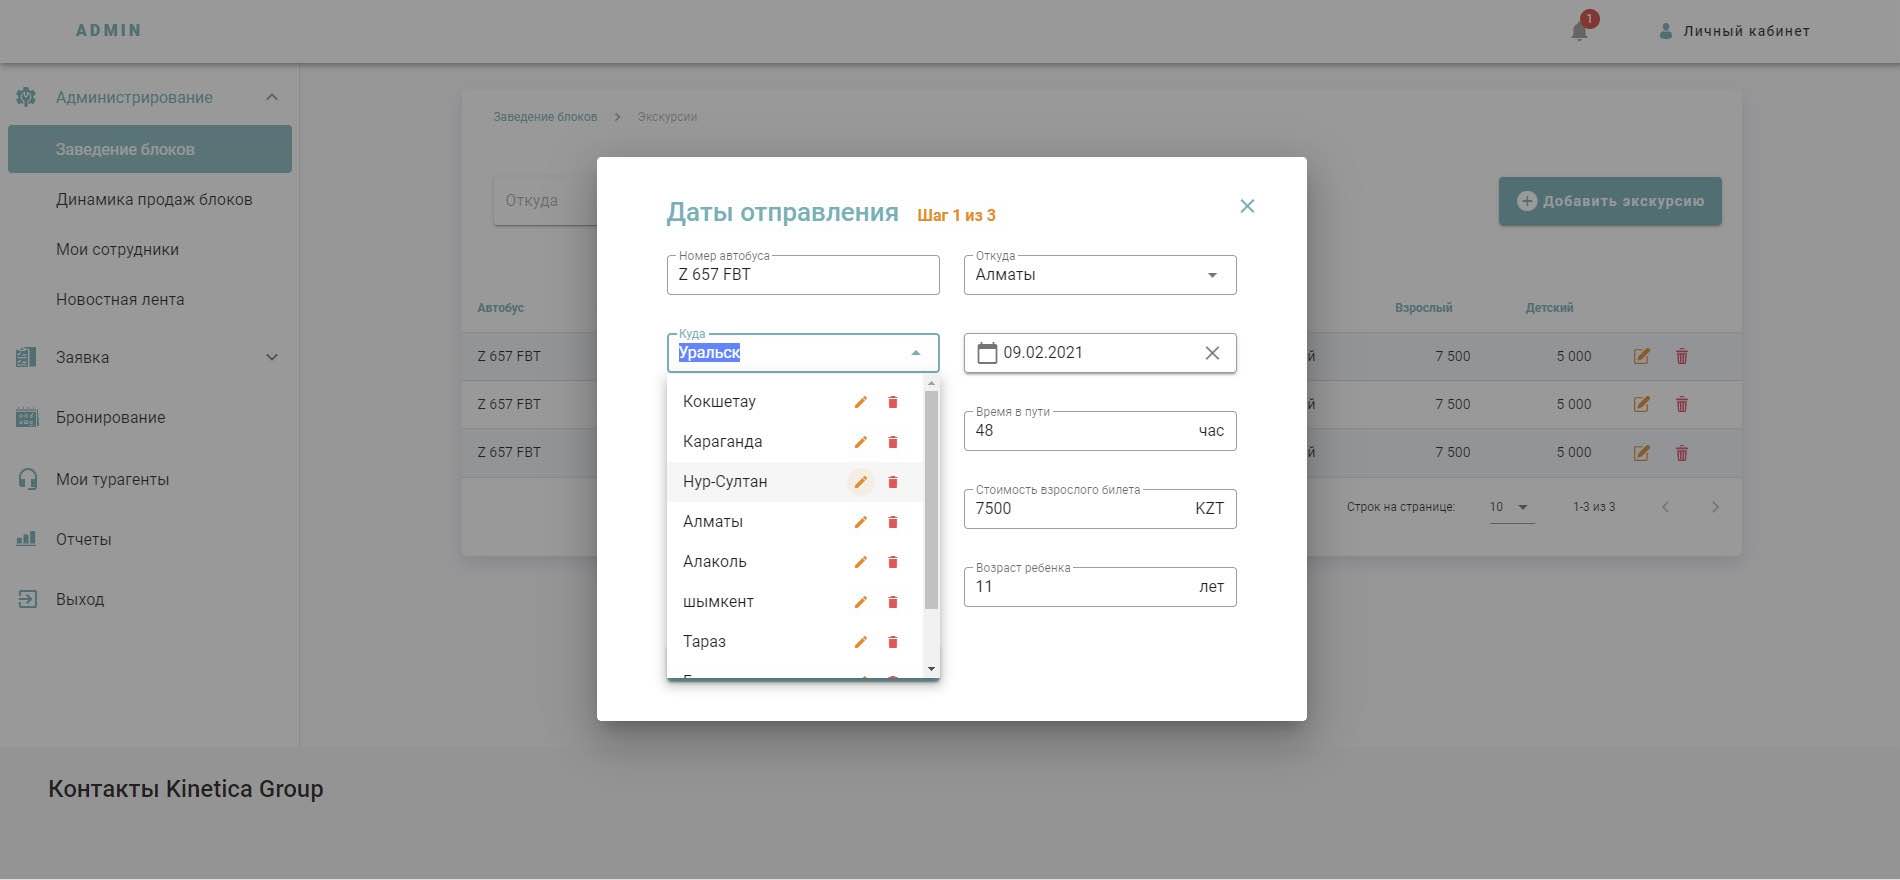 ADMIN
1
Личный кабинет
Администрирование
Заведение блоков
Динамика продаж блоков
Мои сотрудники
Новостная лента
Заявка
Бронирование
Мои турагенты
Отчеты
Выход
Заведение блоков > Экскурсии
Откуда
Добавить экскурсию
Автобус
Взрослый
Детский
Z 657 FBT
й
7 500
5 000
Z 657 FBT
й
7 500
5 000
Z 657 FBT
й
7 500
5 000
Строк на странице:
10
1-3 из 3
Даты отправления
Шаг 1 из 3
Номер автобуса
Z 657 FBT
Откуда
Алматы
Куда
Уральск
09.02.2021
Кокшетау
Караганда
Нур-Султан
Алматы
Алаколь
шымкент
Тараз
Время в пути
48 час
Стоимость взрослого билета
7500 KZT
Возраст ребенка
11 лет
Контакты Kinetica Group